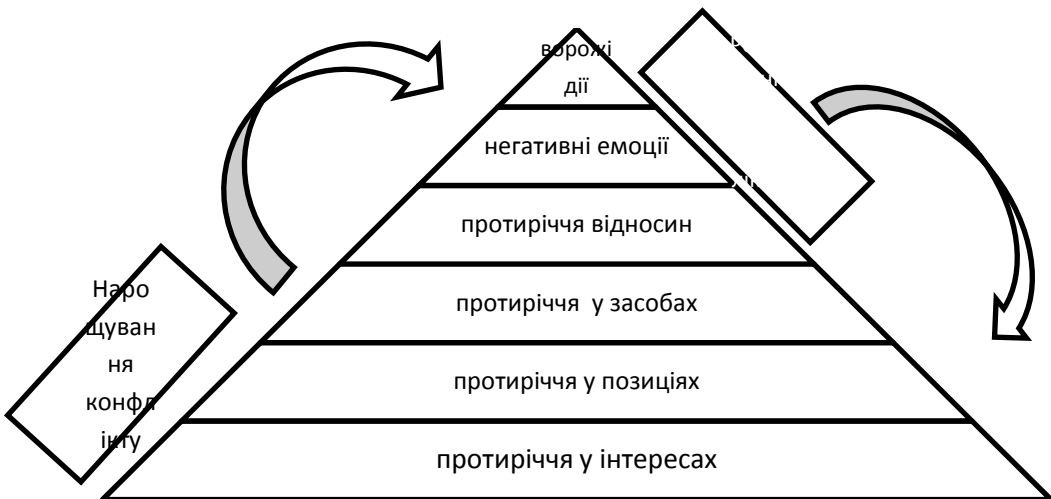 ворожі
дії
негативні емоції
протиріччя відносин
протиріччя у засобах
протиріччя у позиціях
протиріччя у інтересах
Наро
щуван
ня
конфл
ікту